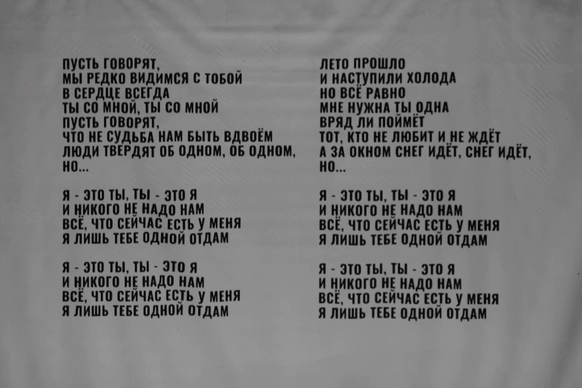 ПУСТЬ ГОВОРЯТ,
МЫ РЕДКО ВИДИМСЯ С ТОБОЙ
В СЕРДЦЕ ВСЕГДА
ТЫ СО МНОЙ, ТЫ СО МНОЙ
ПУСТЬ ГОВОРЯТ,
ЧТО НЕ СУДЬБА НАМ БЫТЬ ВДВОЁМ
ЛЮДИ ТВЕРДЯТ ОБ ОДНОМ, ОБ ОДНОМ,
НО...
Я - ЭТО ТЫ, ТЫ - ЭТО Я
И НИКОГО НЕ НАДО НАМ
ВСЁ, ЧТО СЕЙЧАС ЕСТЬ У МЕНЯ
Я ЛИШЬ ТЕБЕ ОДНОЙ ОТДАМ
Я - ЭТО ТЫ, ТЫ - ЭТО Я
И НИКОГО НЕ НАДО НАМ
ВСЁ, ЧТО СЕЙЧАС ЕСТЬ У МЕНЯ
Я ЛИШЬ ТЕБЕ ОДНОЙ ОТДАМ
ЛЕТО ПРОШЛО
И НАСТУПИЛИ ХОЛОДА
НО ВСЁ РАВНО
МНЕ НУЖНА ТЫ ОДНА
ВРЯД ЛИ ПОЙМЁТ
ТОТ, КТО НЕ ЛЮБИТ И НЕ ЖДЁТ
А ЗА ОКНОМ СНЕГ ИДЁТ, СНЕГ ИДЁТ,
НО...
Я - ЭТО ТЫ, ТЫ - ЭТО Я
И НИКОГО НЕ НАДО НАМ
ВСЁ, ЧТО СЕЙЧАС ЕСТЬ У МЕНЯ
Я ЛИШЬ ТЕБЕ ОДНОЙ ОТДАМ
Я - ЭТО ТЫ, ТЫ - ЭТО Я
И НИКОГО НЕ НАДО НАМ
ВСЁ, ЧТО СЕЙЧАС ЕСТЬ У МЕНЯ
Я ЛИШЬ ТЕБЕ ОДНОЙ ОТДАМ